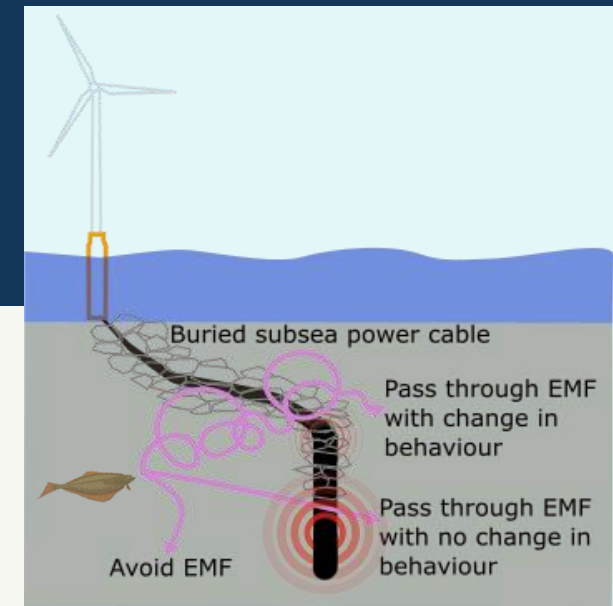 Buried subsea power cable
Pass through EMF
with change in
behaviour
Pass through EMF
with no change in
behaviour
Avoid EMF